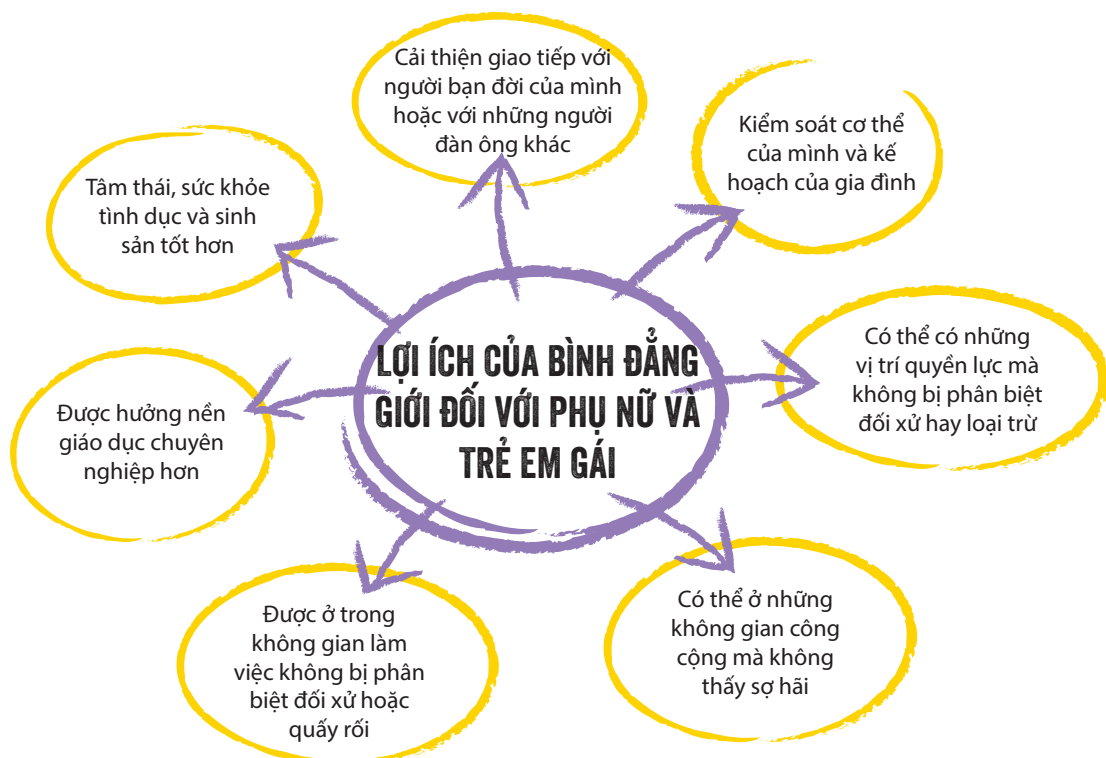 Cải thiện giao tiếp với
người bạn đời của mình
hoặc với những người
đàn ông khác
Kiểm soát cơ thể
của mình và kế
hoạch của gia đình
Tâm thái, sức khỏe
tình dục và sinh
sản tốt hơn
LỢI ÍCH CỦA BÌNH ĐẲNG
GIỚI ĐỐI VỚI PHỤ NỮ VÀ
TRẺ EM GÁI
Có thể có những
vị trí quyền lực mà
không bị phân biệt
đối xử hay loại trừ
Được hưởng nền
giáo dục chuyên
nghiệp hơn
Được ở trong
không gian làm
việc không bị phân
biệt đối xử hoặc
quấy rối
Có thể ở những
không gian công
cộng mà không
thấy sợ hãi